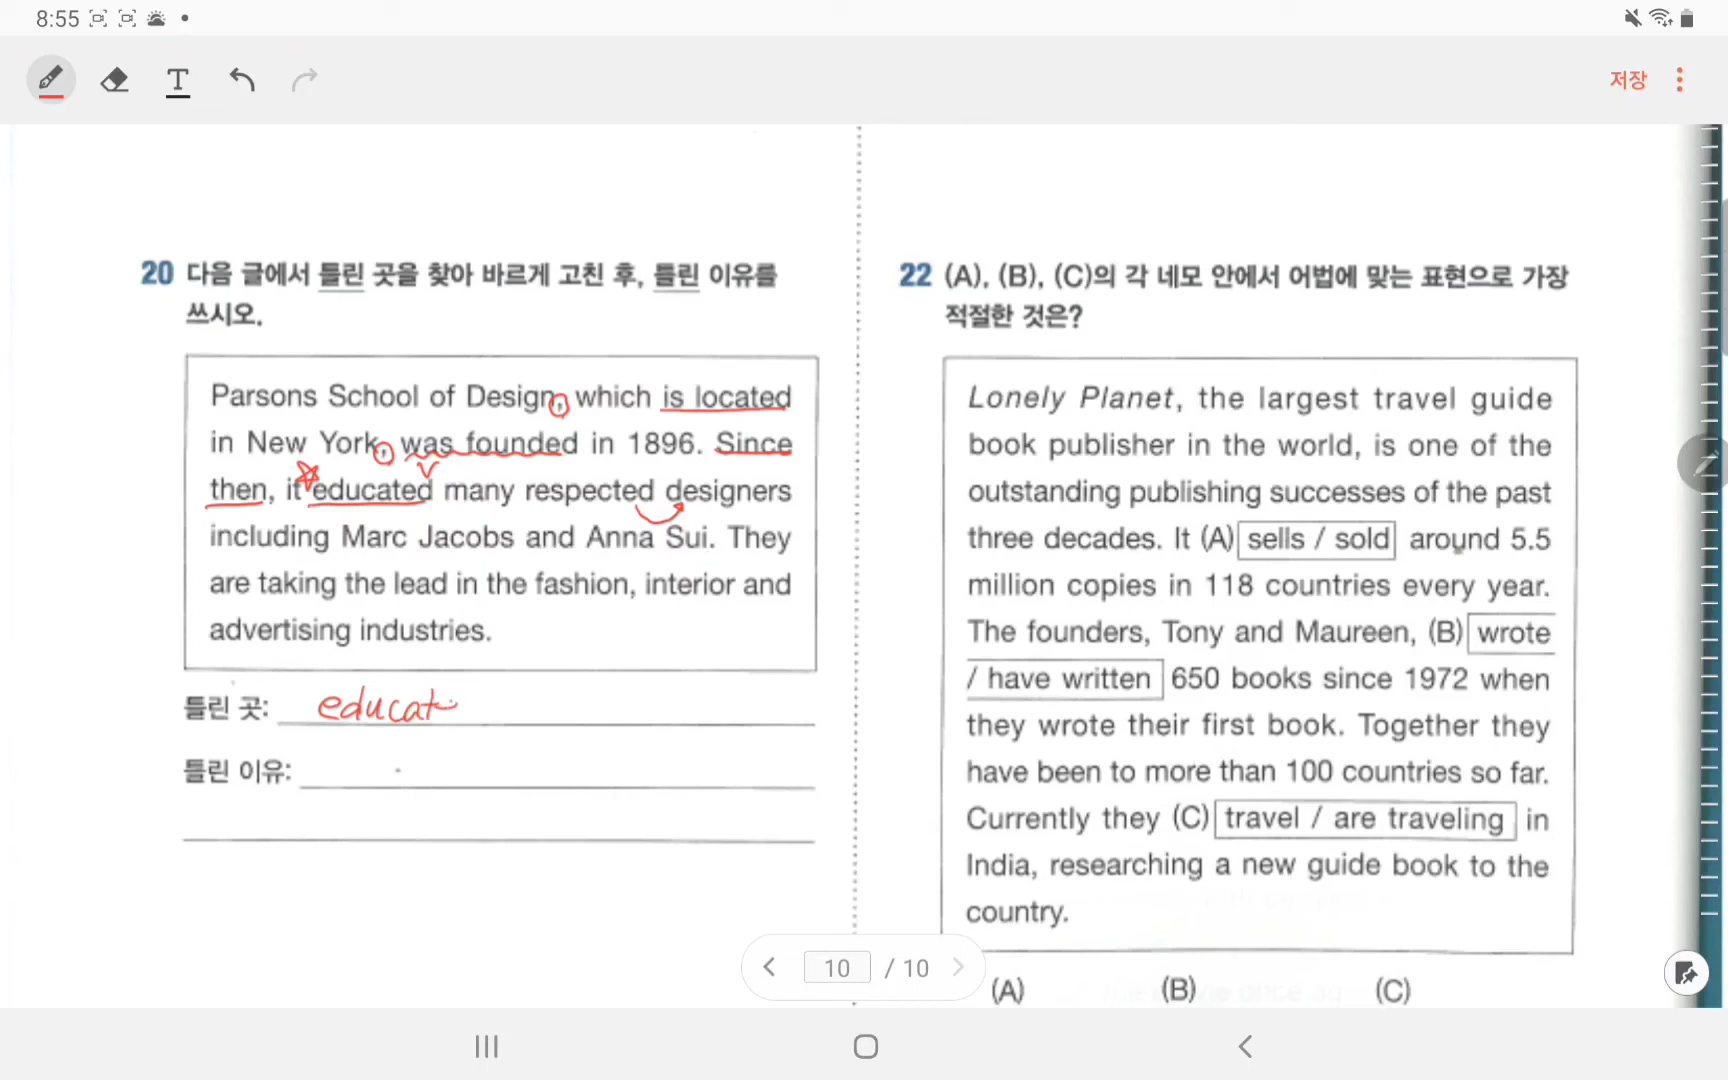 8:55
T
저장
20 다음 글에서 틀린 곳을 찾아 바르게 고친 후, 틀린 이유를
쓰시오.
Parsons School of Design, which is located
in New York, was founded in 1896. Since
then, it educated many respected designers
including Marc Jacobs and Anna Sui. They
are taking the lead in the fashion, interior and
advertising industries.
틀린 곳: educat
틀린 이유:
22 (A), (B), (C)의 각 네모 안에서 어법에 맞는 표현으로 가장
적절한 것은?
Lonely Planet, the largest travel guide
book publisher in the world, is one of the
outstanding publishing successes of the past
three decades. It (A) sells / sold around 5.5
million copies in 118 countries every year.
The founders, Tony and Maureen, (B) wrote
/ have written 650 books since 1972 when
they wrote their first book. Together they
have been to more than 100 countries so far.
Currently they (C) travel / are traveling in
India, researching a new guide book to the
country.
(A) (B) (C)
10 / 10